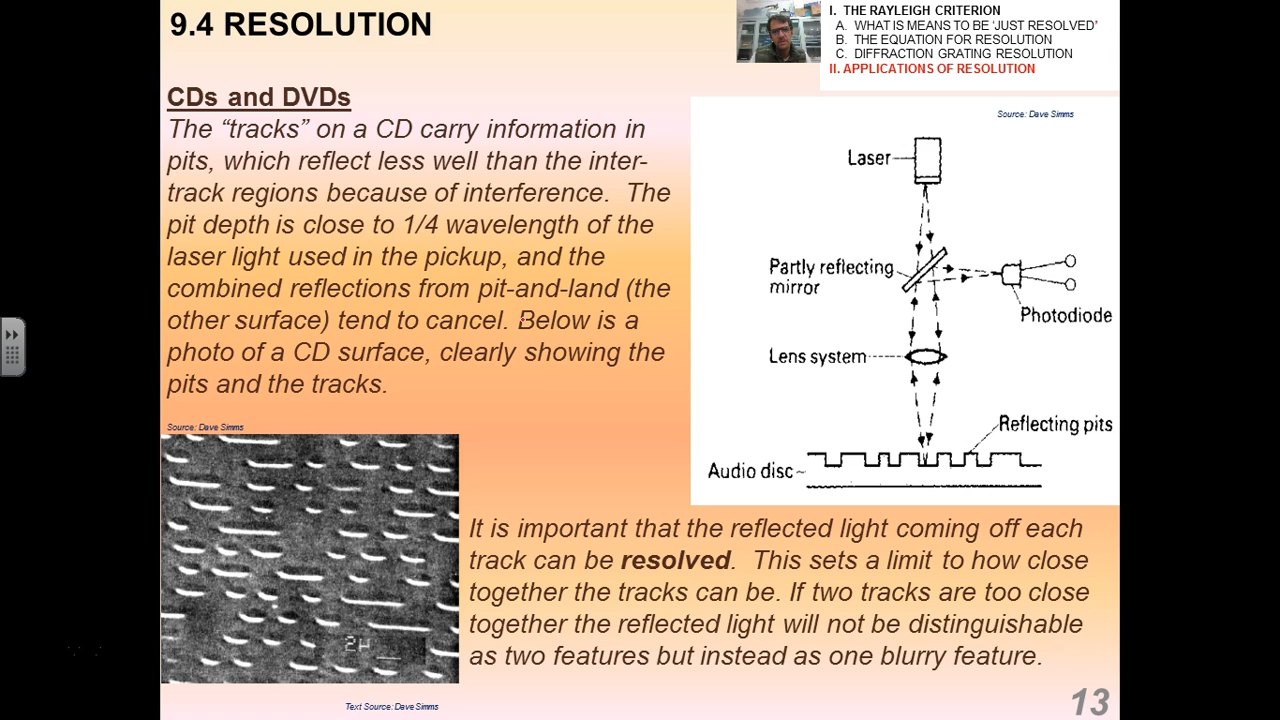 9.4 RESOLUTION
I. THE RAYLEIGH CRITERION
A. WHAT IS MEANS TO BE 'JUST RESOLVED'
B. THE EQUATION FOR RESOLUTION
C. DIFFRACTION GRATING RESOLUTION
II. APPLICATIONS OF RESOLUTION
CDs and DVDs
The “tracks” on a CD carry information in
pits, which reflect less well than the inter-
track regions because of interference. The
pit depth is close to 1/4 wavelength of the
laser light used in the pickup, and the
combined reflections from pit-and-land (the
other surface) tend to cancel. Below is a
photo of a CD surface, clearly showing the
pits and the tracks.
Source: Dave Simms
Laser
Partly reflecting
mirror
Photodiode
Lens system
Reflecting pits
Audio disc
Source: Dave Simms
2µ
It is important that the reflected light coming off each
track can be resolved. This sets a limit to how close
together the tracks can be. If two tracks are too close
together the reflected light will not be distinguishable
as two features but instead as one blurry feature.
Text Source: Dave Simms
13